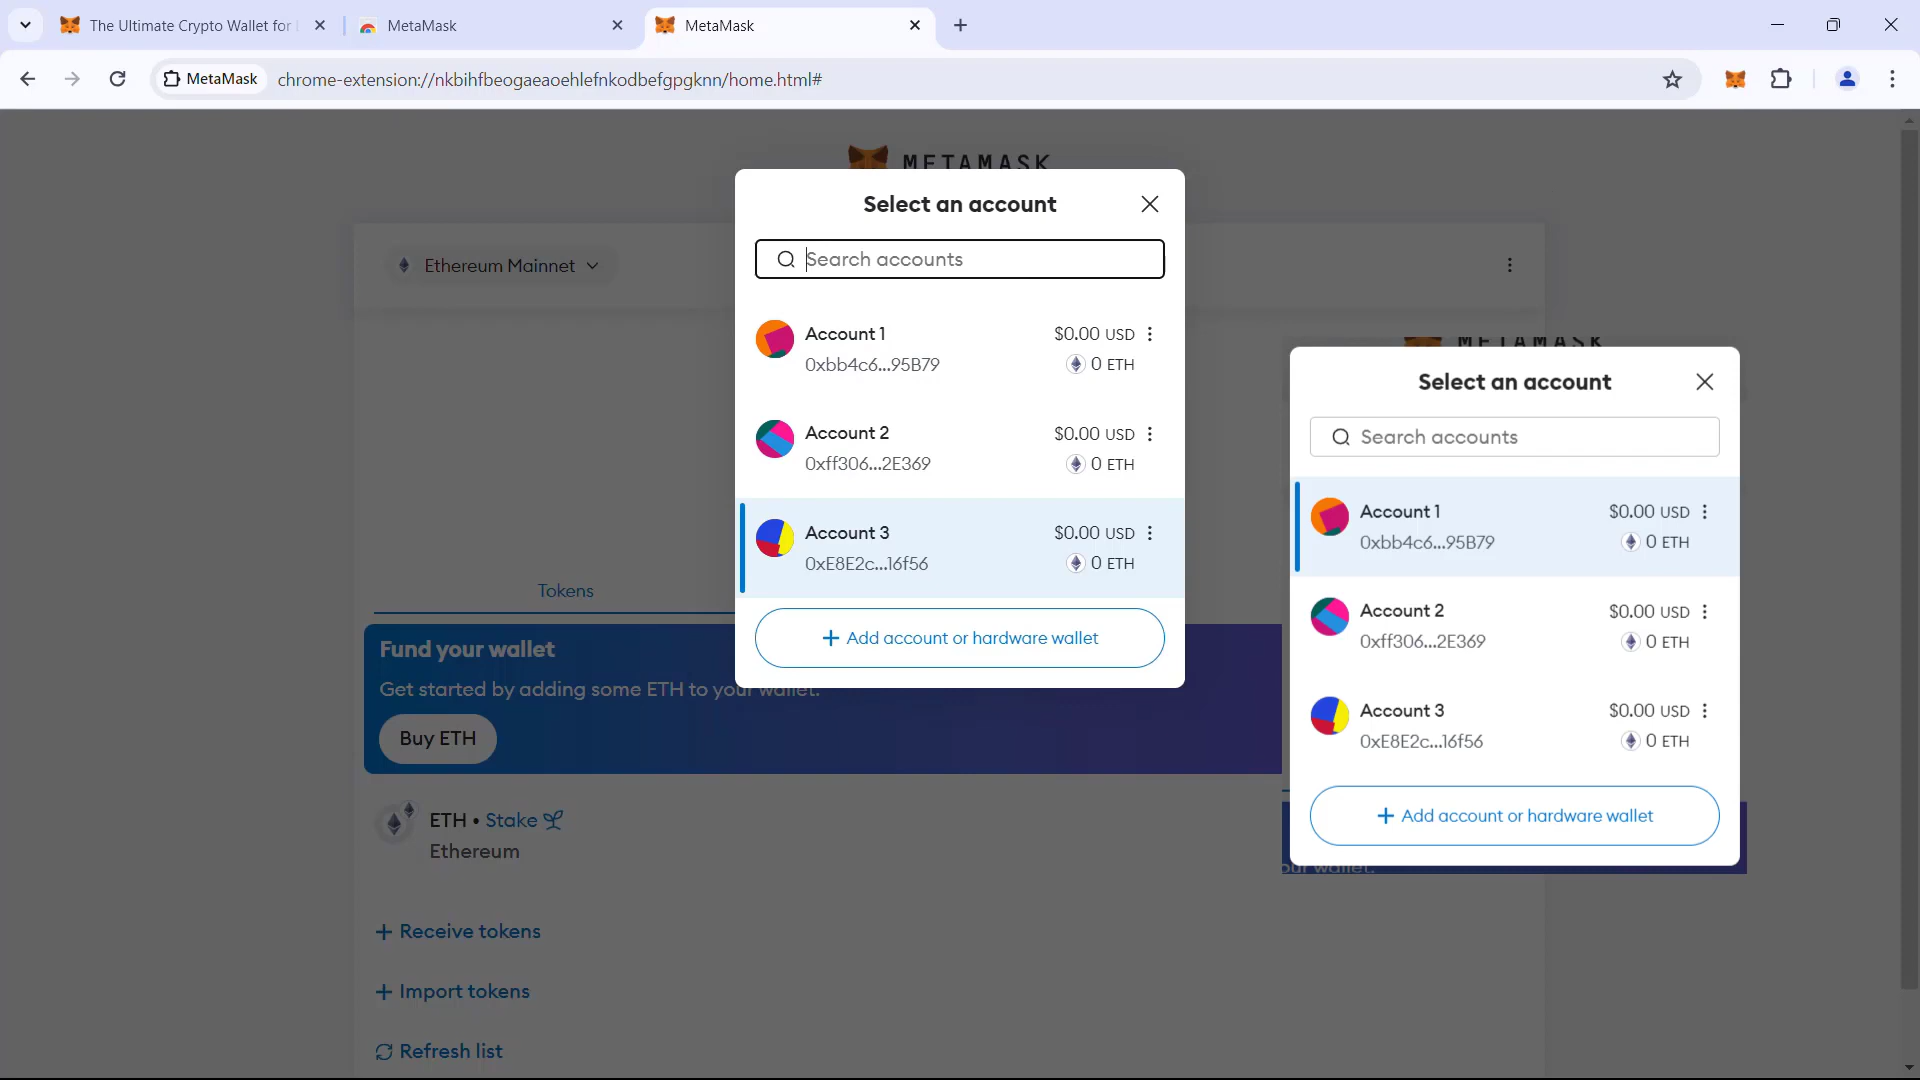 The Ultimate Crypto Wallet for
MetaMask
MetaMask
MetaMask
chrome-extension://nkbihfbeogaeaoehlefnkodbefgpgknn/home.html#
METAMASK
Select an account
Search accounts
Ethereum Mainnet
Account 1
$0.00 USD
0xbb4c6...95B79
0 ETH
Account 2
$0.00 USD
0xff306...2E369
0 ETH
Account 3
$0.00 USD
0xE8E2c...16f56
0 ETH
+ Add account or hardware wallet
Tokens
Fund your wallet
Get started by adding some ETH to your wallet.
Buy ETH
ETH • Stake
Ethereum
+ Receive tokens
+ Import tokens
Refresh list
METAMASK
Select an account
Search accounts
Account 1
$0.00 USD
0xbb4c6...95B79
0 ETH
Account 2
$0.00 USD
0xff306...2E369
0 ETH
Account 3
$0.00 USD
0xE8E2c...16f56
0 ETH
+ Add account or hardware wallet
our wallet.